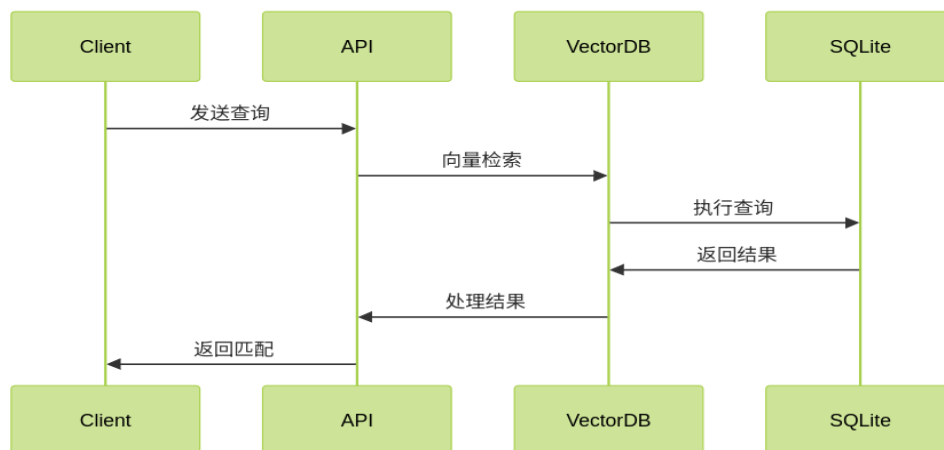 Client API VectorDB SQLite
发送查询
向量检索
执行查询
返回结果
处理结果
返回匹配
Client API VectorDB SQLite